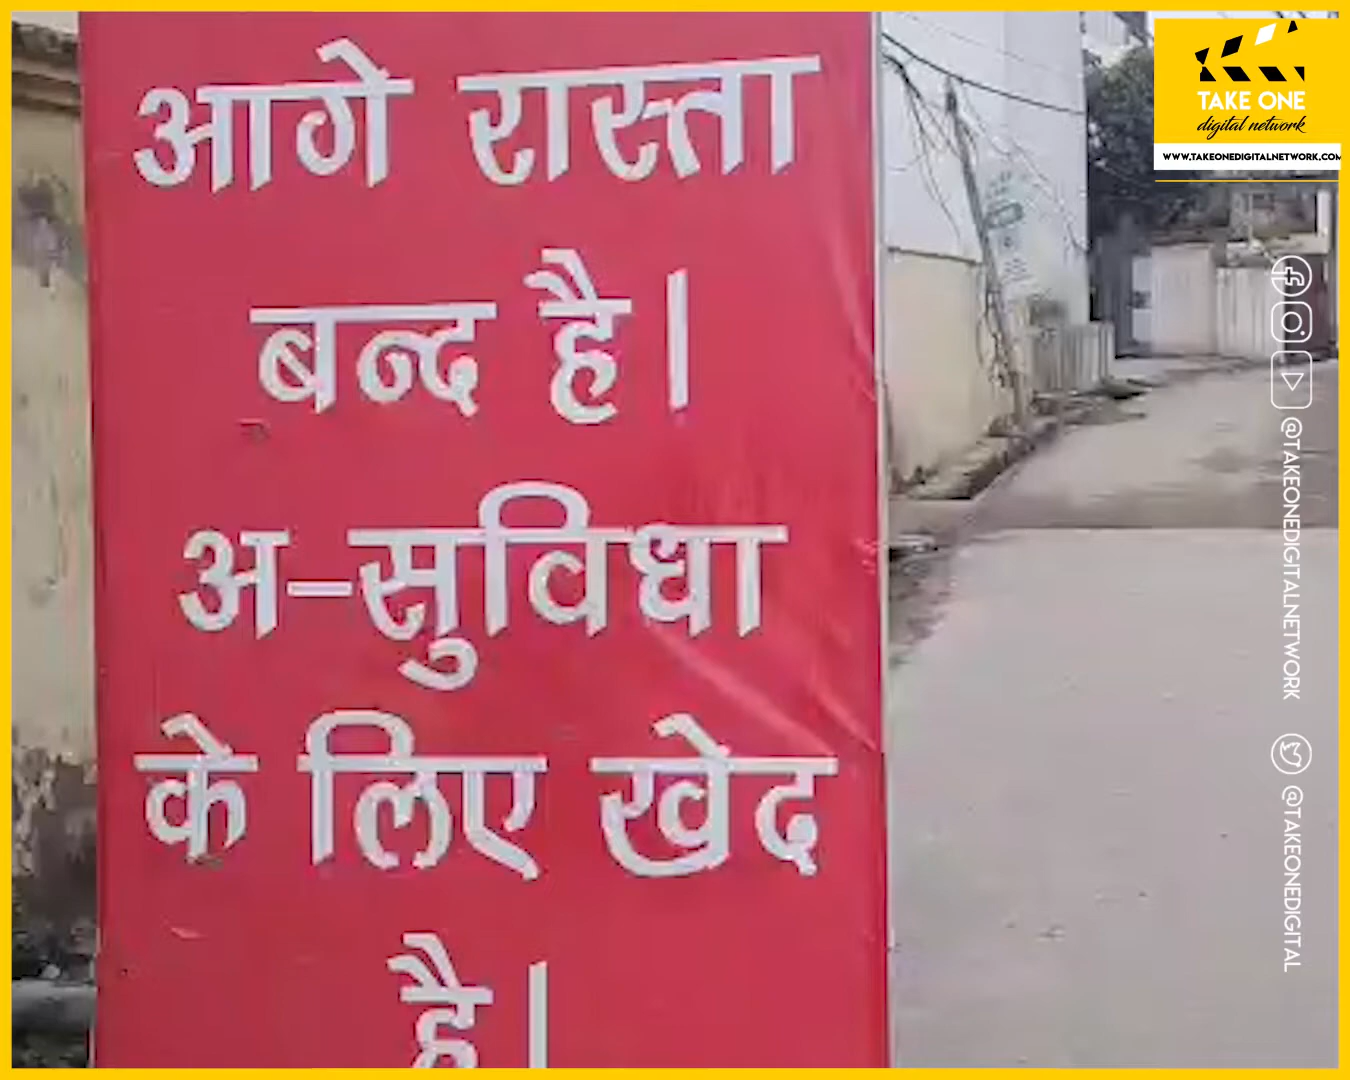 आगे रास्ता
बन्द है।
अ-सुविधा
के लिए खेद
है।
TAKE ONE
digital network
WWW.TAKEONEDIGITALNETWORK.COM
@TAKEONEDIGITALNETWORK
@TAKEONEDIGITAL